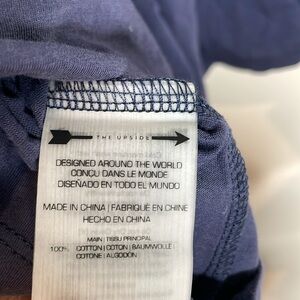 THE UPSIDE
DESIGNED AROUND THE WORLD
CONÇU DANS LE MONDE
DISEÑADO EN TODO EL MUNDO
MADE IN CHINA | FABRIQUÉ EN CHINE
HECHO EN CHINA
MAIN | TISSU PRINCIPAL
100% COTTON | COTON | BAUMWOLLE |
COTONE | ALGODON